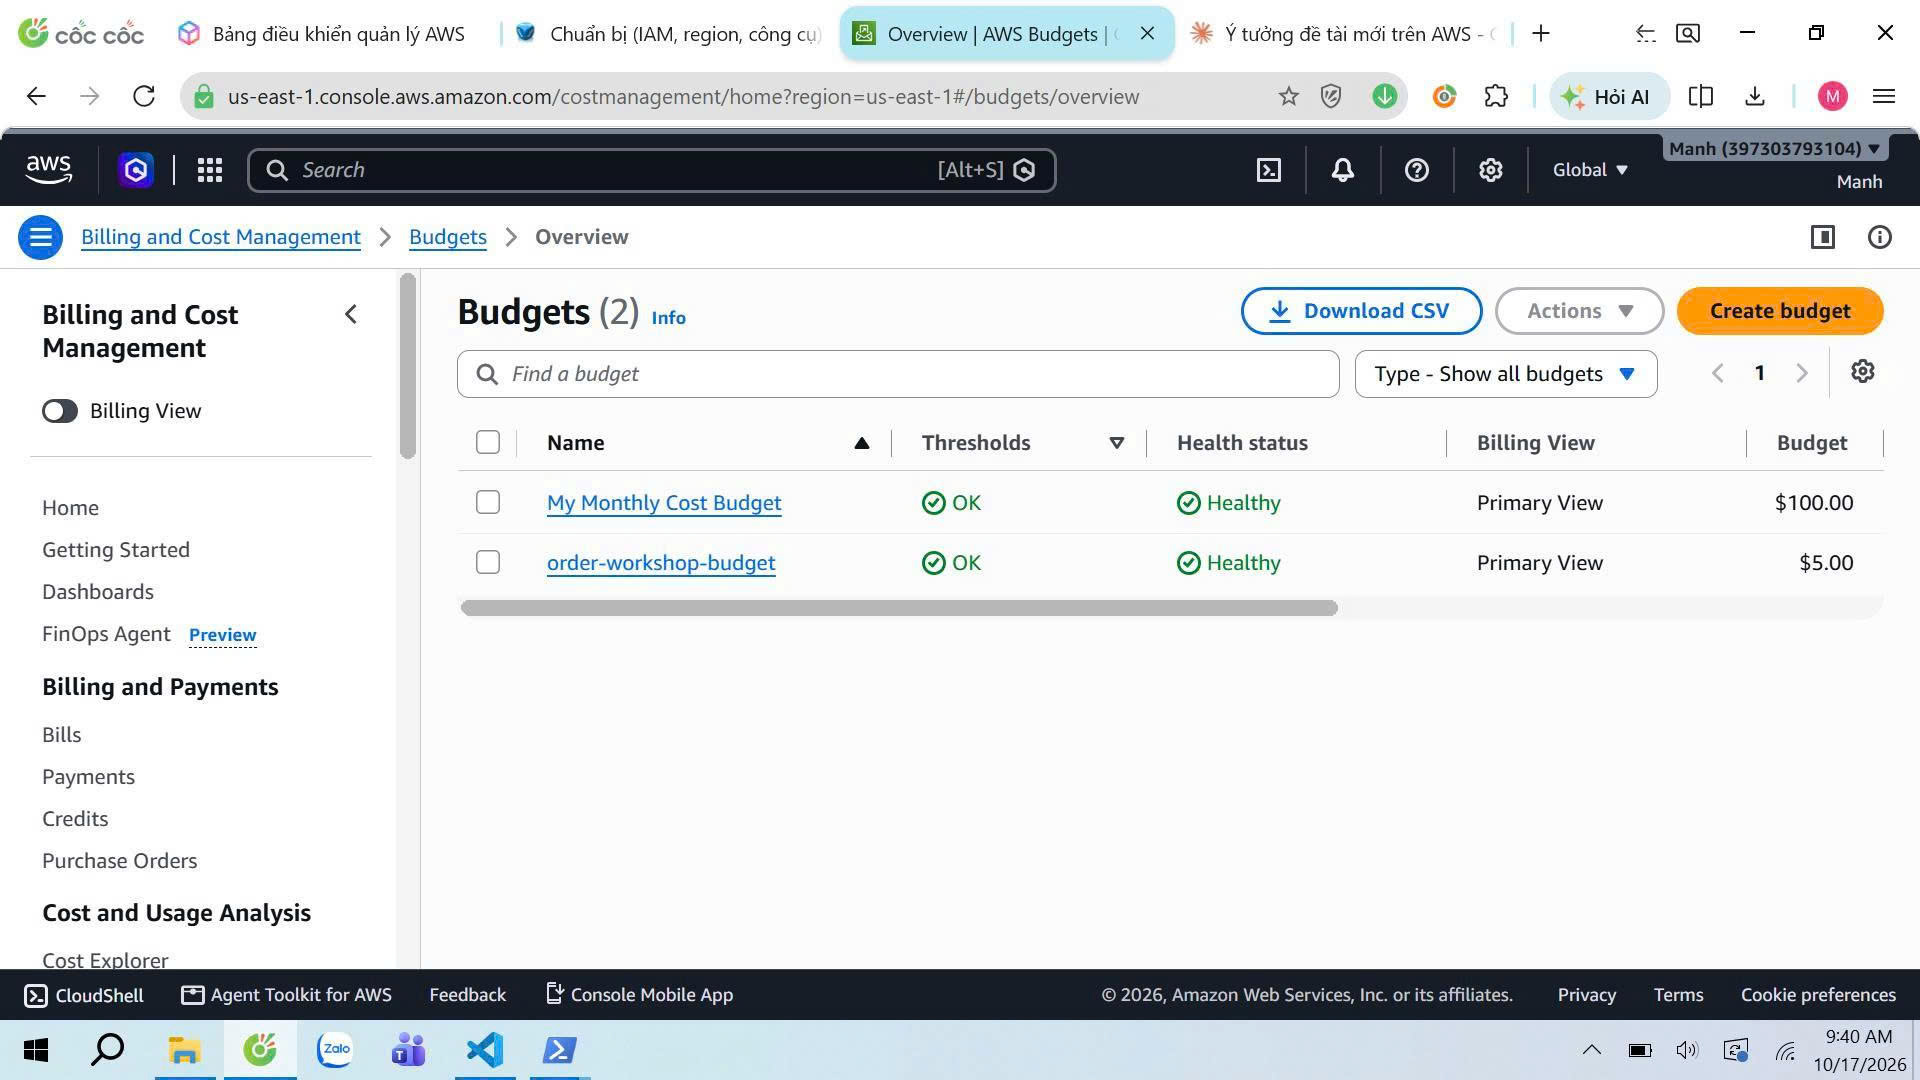 cốc cốc
Bảng điều khiển quản lý AWS
Chuẩn bị (IAM, region, công cụ)
Overview | AWS Budgets |
Ý tưởng đề tài mới trên AWS -
us-east-1.console.aws.amazon.com/costmanagement/home?region=us-east-1#/budgets/overview
Hỏi AI
M
aws
Search
[Alt+S]
Global
Manh (397303793104)
Manh
Billing and Cost Management
Budgets
Overview
Billing and Cost
Management
Billing View
Home
Getting Started
Dashboards
FinOps Agent Preview
Billing and Payments
Bills
Payments
Credits
Purchase Orders
Cost and Usage Analysis
Cost Explorer
Budgets (2) Info
Download CSV
Actions
Create budget
Find a budget
Type - Show all budgets
1
Name Thresholds Health status Billing View Budget
My Monthly Cost Budget OK Healthy Primary View $100.00
order-workshop-budget OK Healthy Primary View $5.00
CloudShell
Agent Toolkit for AWS
Feedback
Console Mobile App
© 2026, Amazon Web Services, Inc. or its affiliates.
Privacy
Terms
Cookie preferences
Zalo
T
9:40 AM
10/17/2026